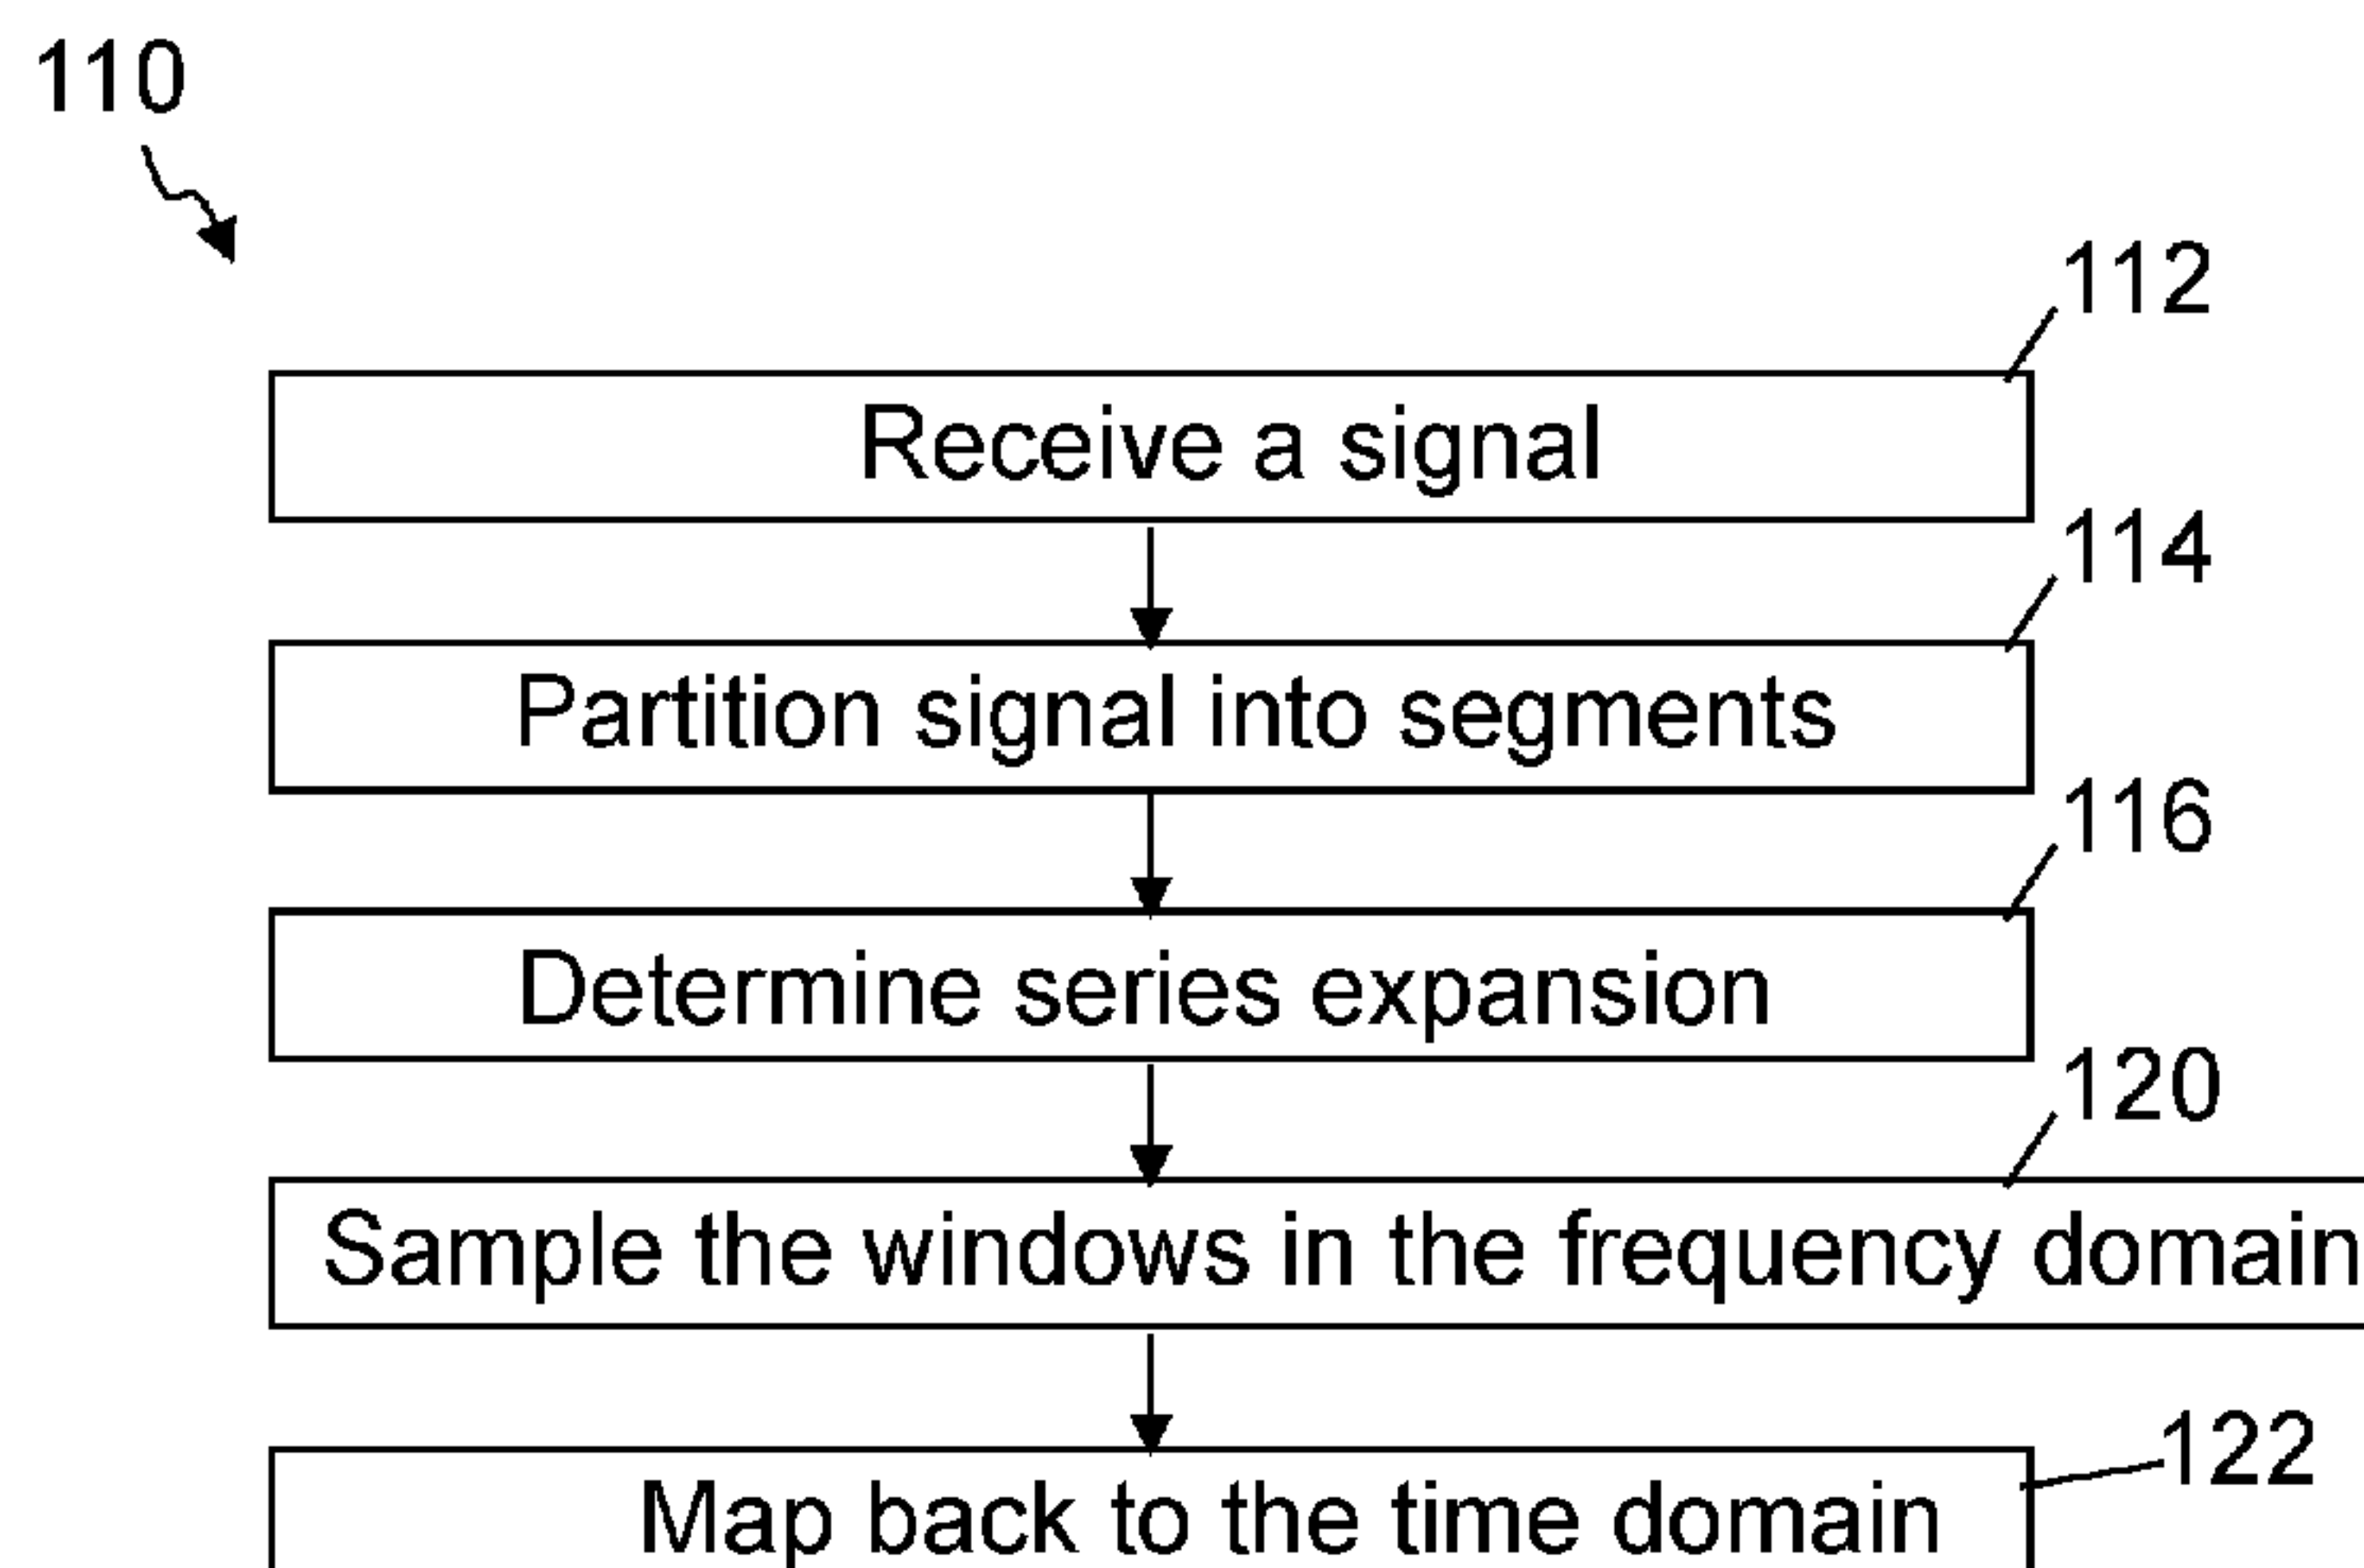 110
112
Receive a signal
114
Partition signal into segments
116
Determine series expansion
120
Sample the windows in the frequency domain
122
Map back to the time domain